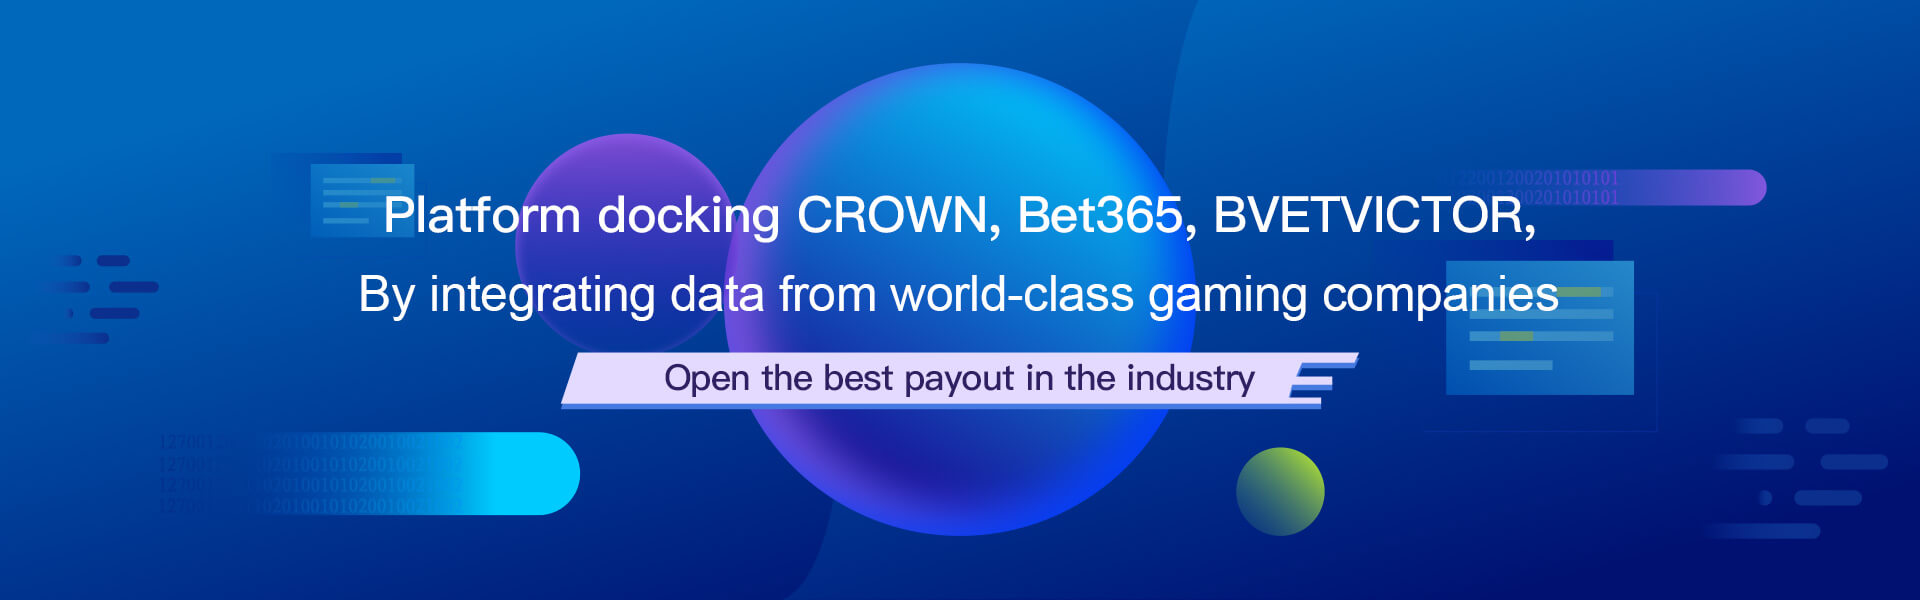 Platform docking CROWN, Bet365, BVETVICTOR,
By integrating data from world-class gaming companies
Open the best payout in the industry